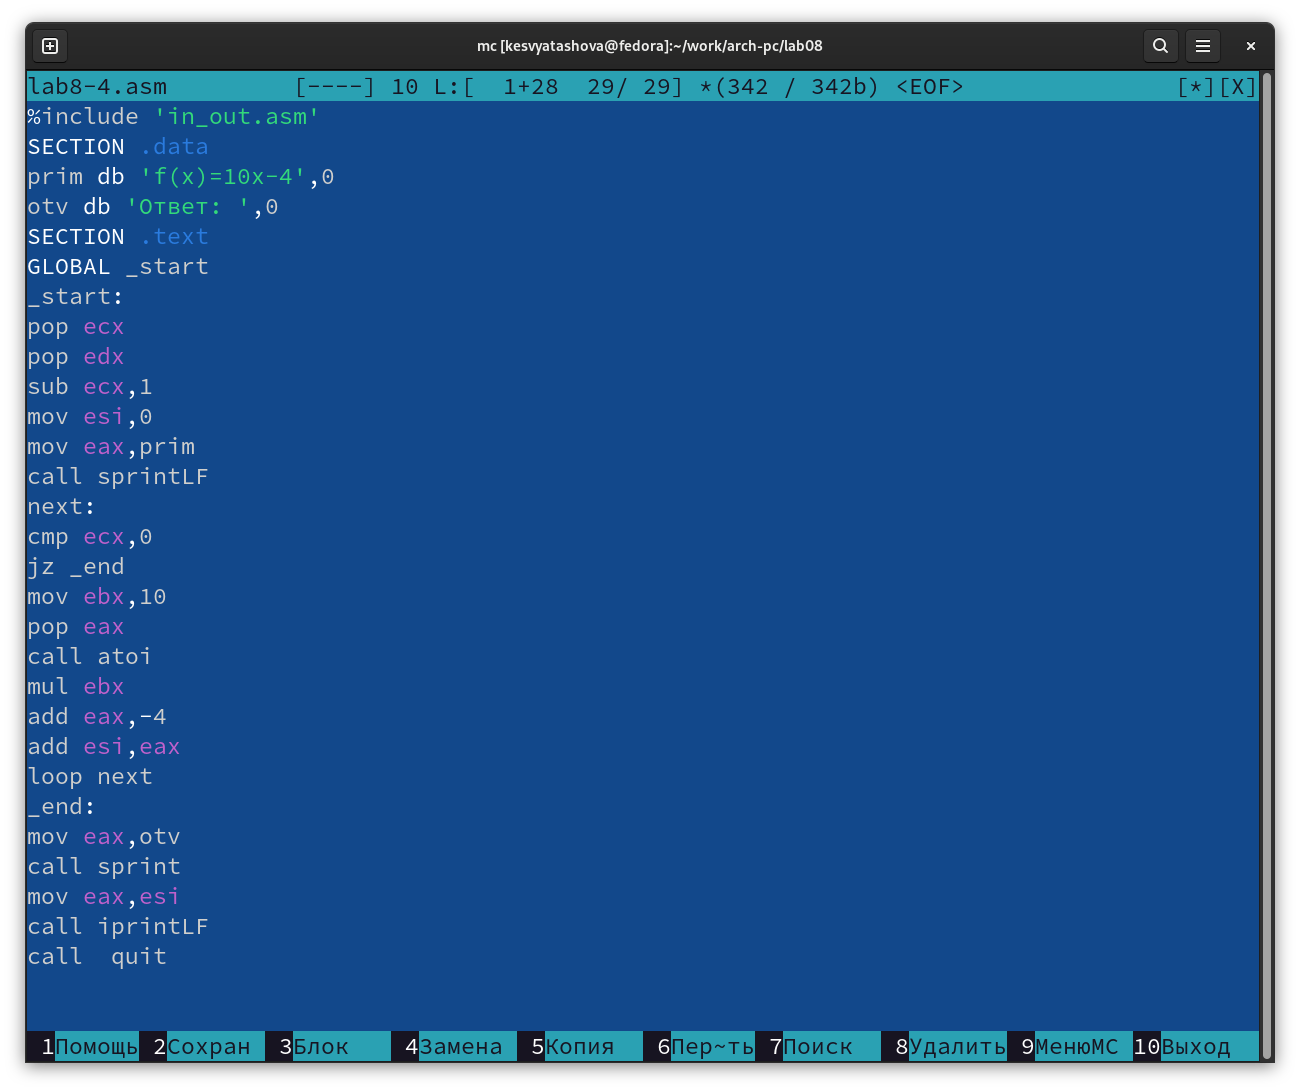 mc [kesvyatashova@fedora]:~/work/arch-pc/lab08
lab8-4.asm [----] 10 L:[ 1+28 29/ 29] *(342 / 342b) <EOF> [*][X]
%include 'in_out.asm'
SECTION .data
prim db 'f(x)=10x-4',0
otv db 'Ответ: ',0
SECTION .text
GLOBAL _start
_start:
pop ecx
pop edx
sub ecx,1
mov esi,0
mov eax,prim
call sprintLF
next:
cmp ecx,0
jz _end
mov ebx,10
pop eax
call atoi
mul ebx
add eax,-4
add esi,eax
loop next
_end:
mov eax,otv
call sprint
mov eax,esi
call iprintLF
call  quit
1Помощь 2Сохран 3Блок 4Замена 5Копия 6Пер~ть 7Поиск 8Удалить 9МенюMC 10Выход